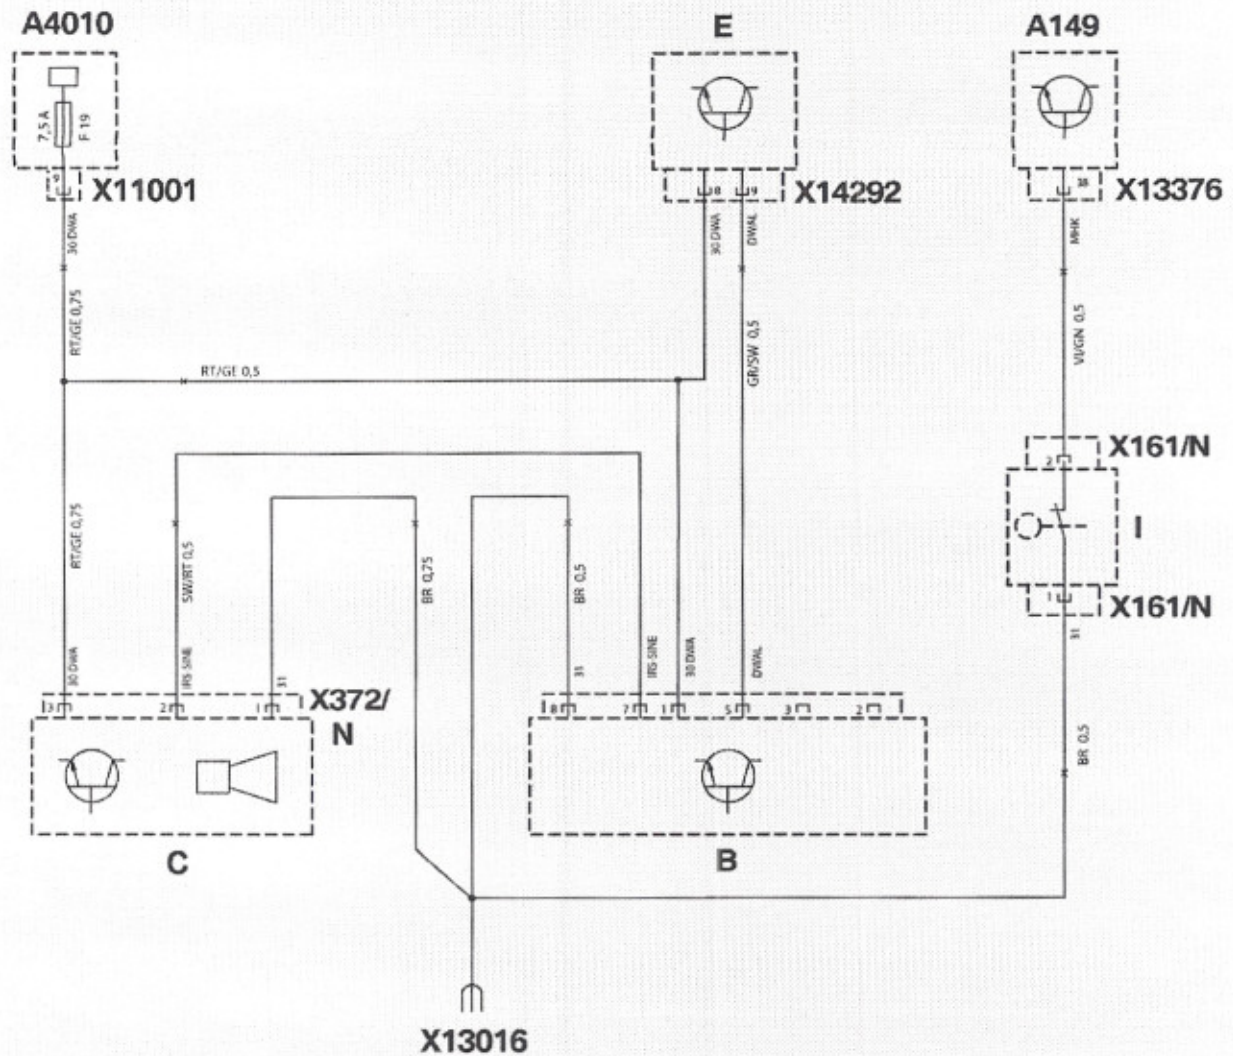 A4010
E
A149
7,5 A
F 19
9
X11001
8
9
X14292
38
X13376
30 DWA
30 DWA
DWAL
MHK
RT/GE 0,75
GR/SW 0,5
VI/GN 0,5
RT/GE 0,5
X161/N
2
I
1
X161/N
31
RT/GE 0,75
SW/RT 0,5
BR 0,75
BR 0,5
30 DWA
IRS-SINE
31
31
IRS-SINE
30 DWA
DWAL
BR 0,5
3
2
1
X372/
N
8
7
1
5
3
2
C
B
X13016